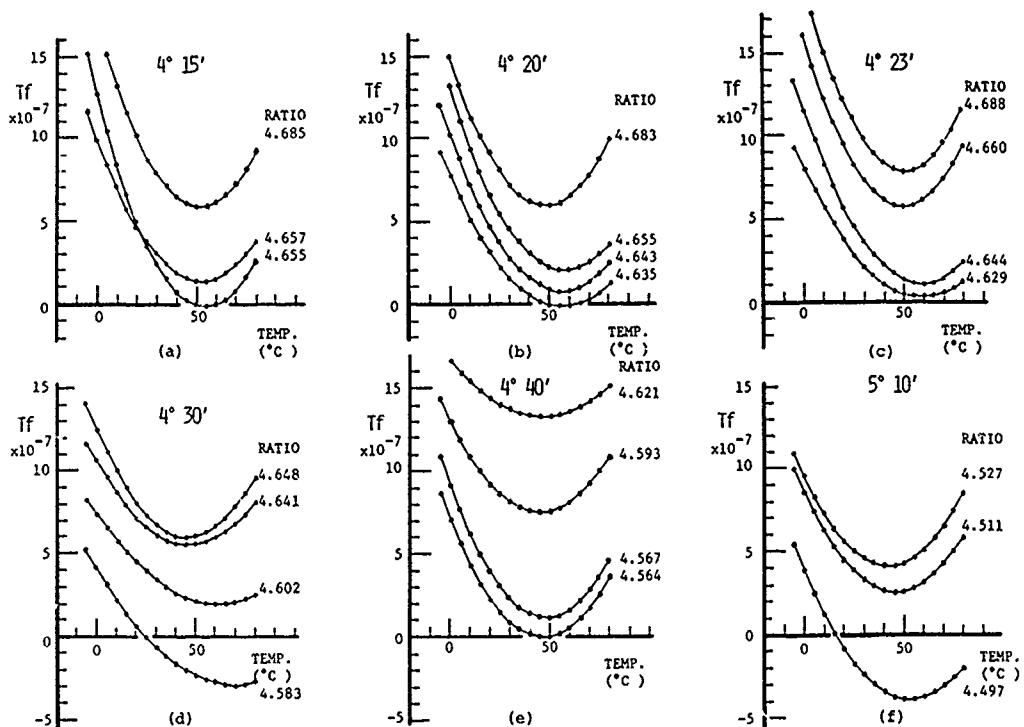 4° 15'
15
Tf
x10⁻⁷
10
5
0
0
50
RATIO
4.685
4.657
4.655
TEMP.
(°C )
(a)
4° 20'
15
Tf
x10⁻⁷
10
5
0
0
50
RATIO
4.683
4.655
4.643
4.635
TEMP.
(°C )
(b)
4° 23'
15
Tf
x10⁻⁷
10
5
0
0
50
RATIO
4.688
4.660
4.644
4.629
TEMP.
(°C )
(c)
4° 30'
15
Tf
x10⁻⁷
10
5
0
-5
0
50
RATIO
4.648
4.641
4.602
4.583
TEMP.
(°C )
(d)
4° 40'
15
Tf
x10⁻⁷
10
5
0
0
50
RATIO
4.621
4.593
4.567
4.564
TEMP.
(°C )
(e)
5° 10'
15
Tf
x10⁻⁷
10
5
0
-5
0
50
RATIO
4.527
4.511
4.497
TEMP.
(°C )
(f)